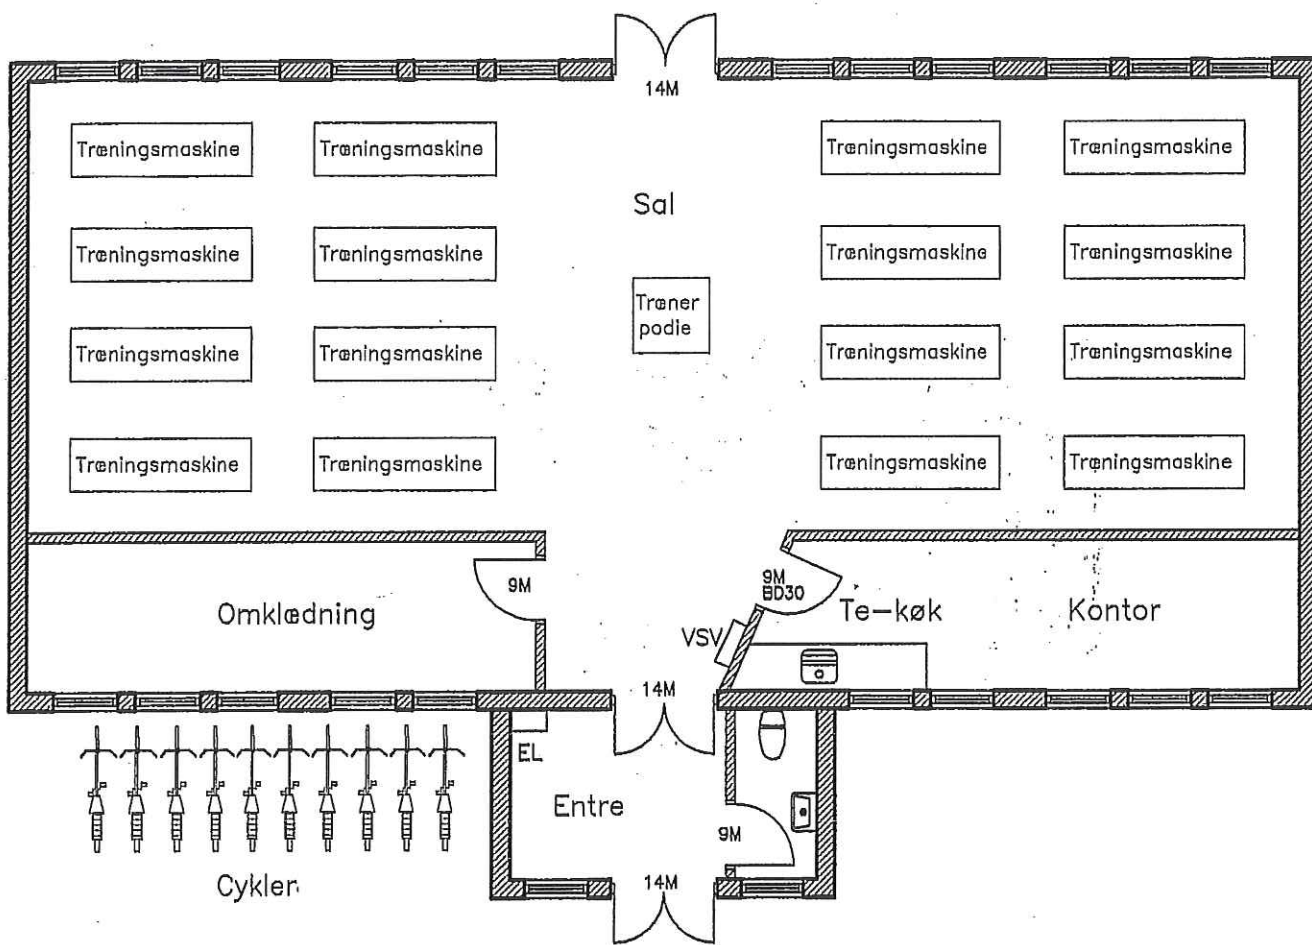 14M
Træningsmaskine Træningsmaskine Træningsmaskine Træningsmaskine
Sal
Træningsmaskine Træningsmaskine Træningsmaskine Træningsmaskine
Træner
podie
Træningsmaskine Træningsmaskine Træningsmaskine Træningsmaskine
Træningsmaskine Træningsmaskine Træningsmaskine Træningsmaskine
9M
9M
BD30
Omklædning
Te-køk
Kontor
VSV
14M
EL
Entre
9M
Cykler
14M